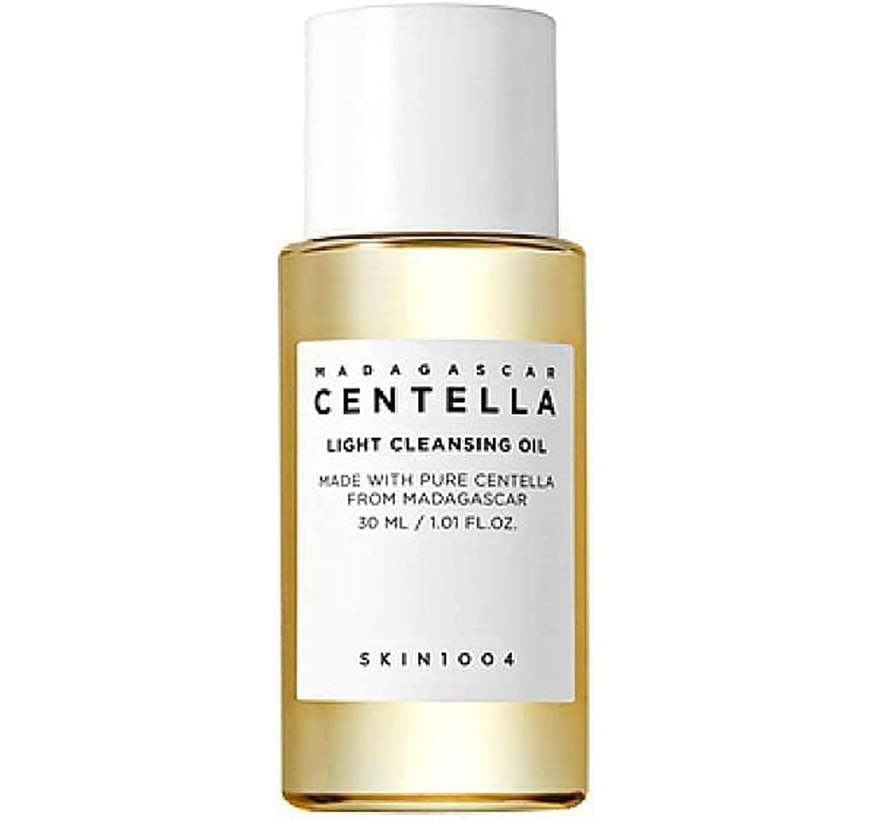 MADAGASCAR
CENTELLA
LIGHT CLEANSING OIL
MADE WITH PURE CENTELLA
FROM MADAGASCAR
30 ML / 1.01 FL.OZ.
SKIN1004